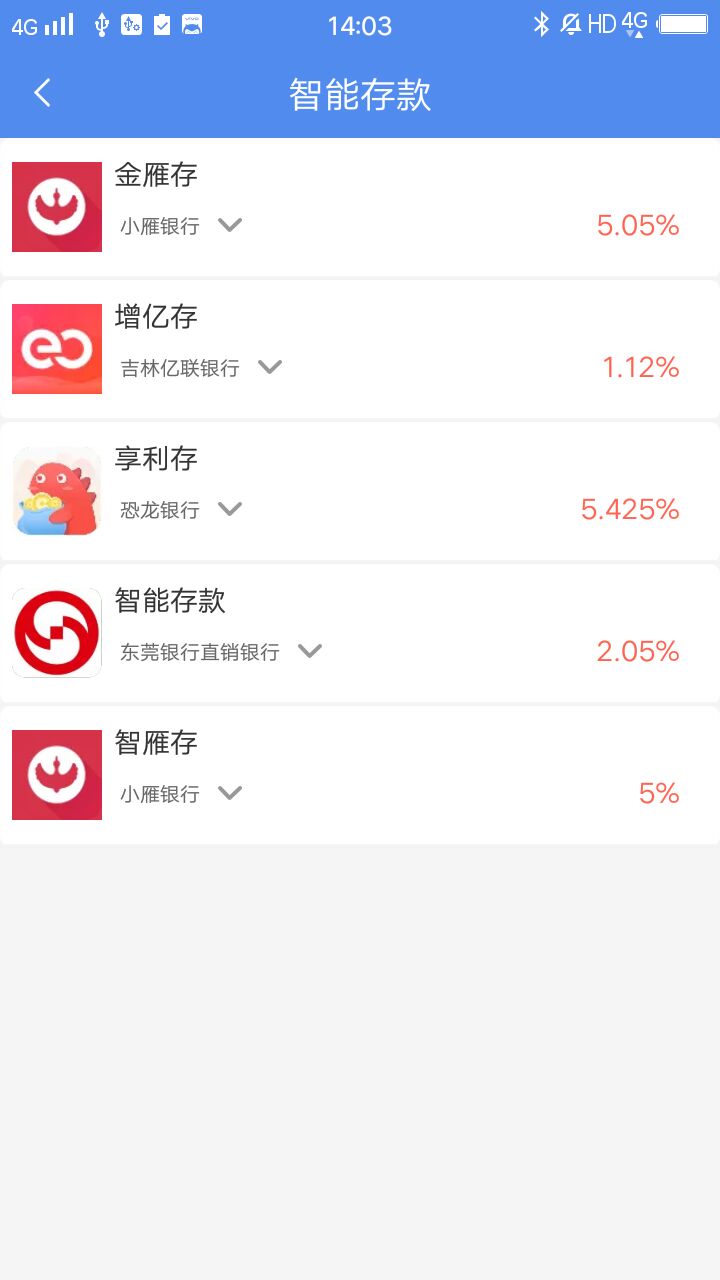 4G 14:03 HD 4G
智能存款
金雁存
小雁银行 5.05%
增亿存
吉林亿联银行 1.12%
享利存
恐龙银行 5.425%
智能存款
东莞银行直销银行 2.05%
智雁存
小雁银行 5%